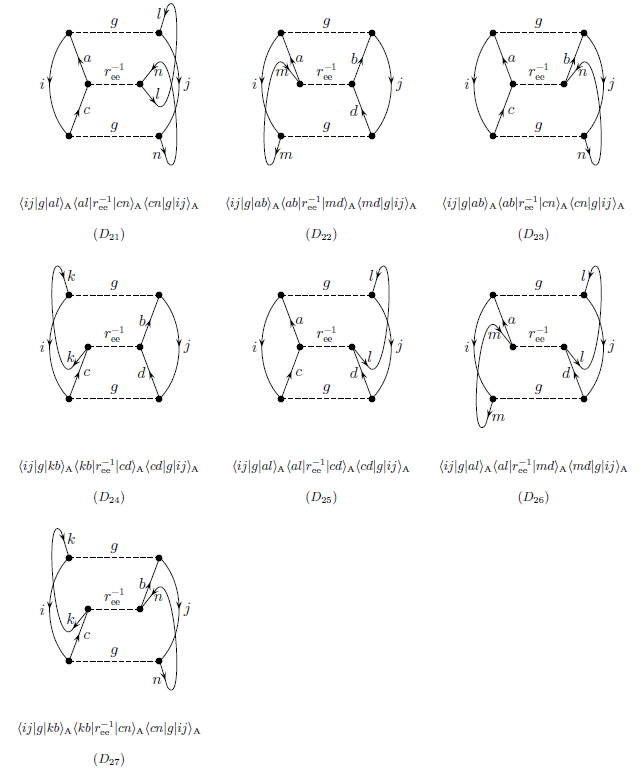 g l g g
a n a b b
i r_ee^{-1} j m r_ee^{-1} j i r_ee^{-1} n j
c l i d c
g n g m g n
⟨ij|g|al⟩_A⟨al|r_ee^{-1}|cn⟩_A⟨cn|g|ij⟩_A ⟨ij|g|ab⟩_A⟨ab|r_ee^{-1}|md⟩_A⟨md|g|ij⟩_A ⟨ij|g|ab⟩_A⟨ab|r_ee^{-1}|cn⟩_A⟨cn|g|ij⟩_A
(D_21) (D_22) (D_23)
k g g l g l
b a m a
i r_ee^{-1} j i r_ee^{-1} j i r_ee^{-1} j
k c d c d l d l
g g g m
⟨ij|g|kb⟩_A⟨kb|r_ee^{-1}|cd⟩_A⟨cd|g|ij⟩_A ⟨ij|g|al⟩_A⟨al|r_ee^{-1}|cd⟩_A⟨cd|g|ij⟩_A ⟨ij|g|al⟩_A⟨al|r_ee^{-1}|md⟩_A⟨md|g|ij⟩_A
(D_24) (D_25) (D_26)
k g
b n
i r_ee^{-1} j
k c
g n
⟨ij|g|kb⟩_A⟨kb|r_ee^{-1}|cn⟩_A⟨cn|g|ij⟩_A
(D_27)